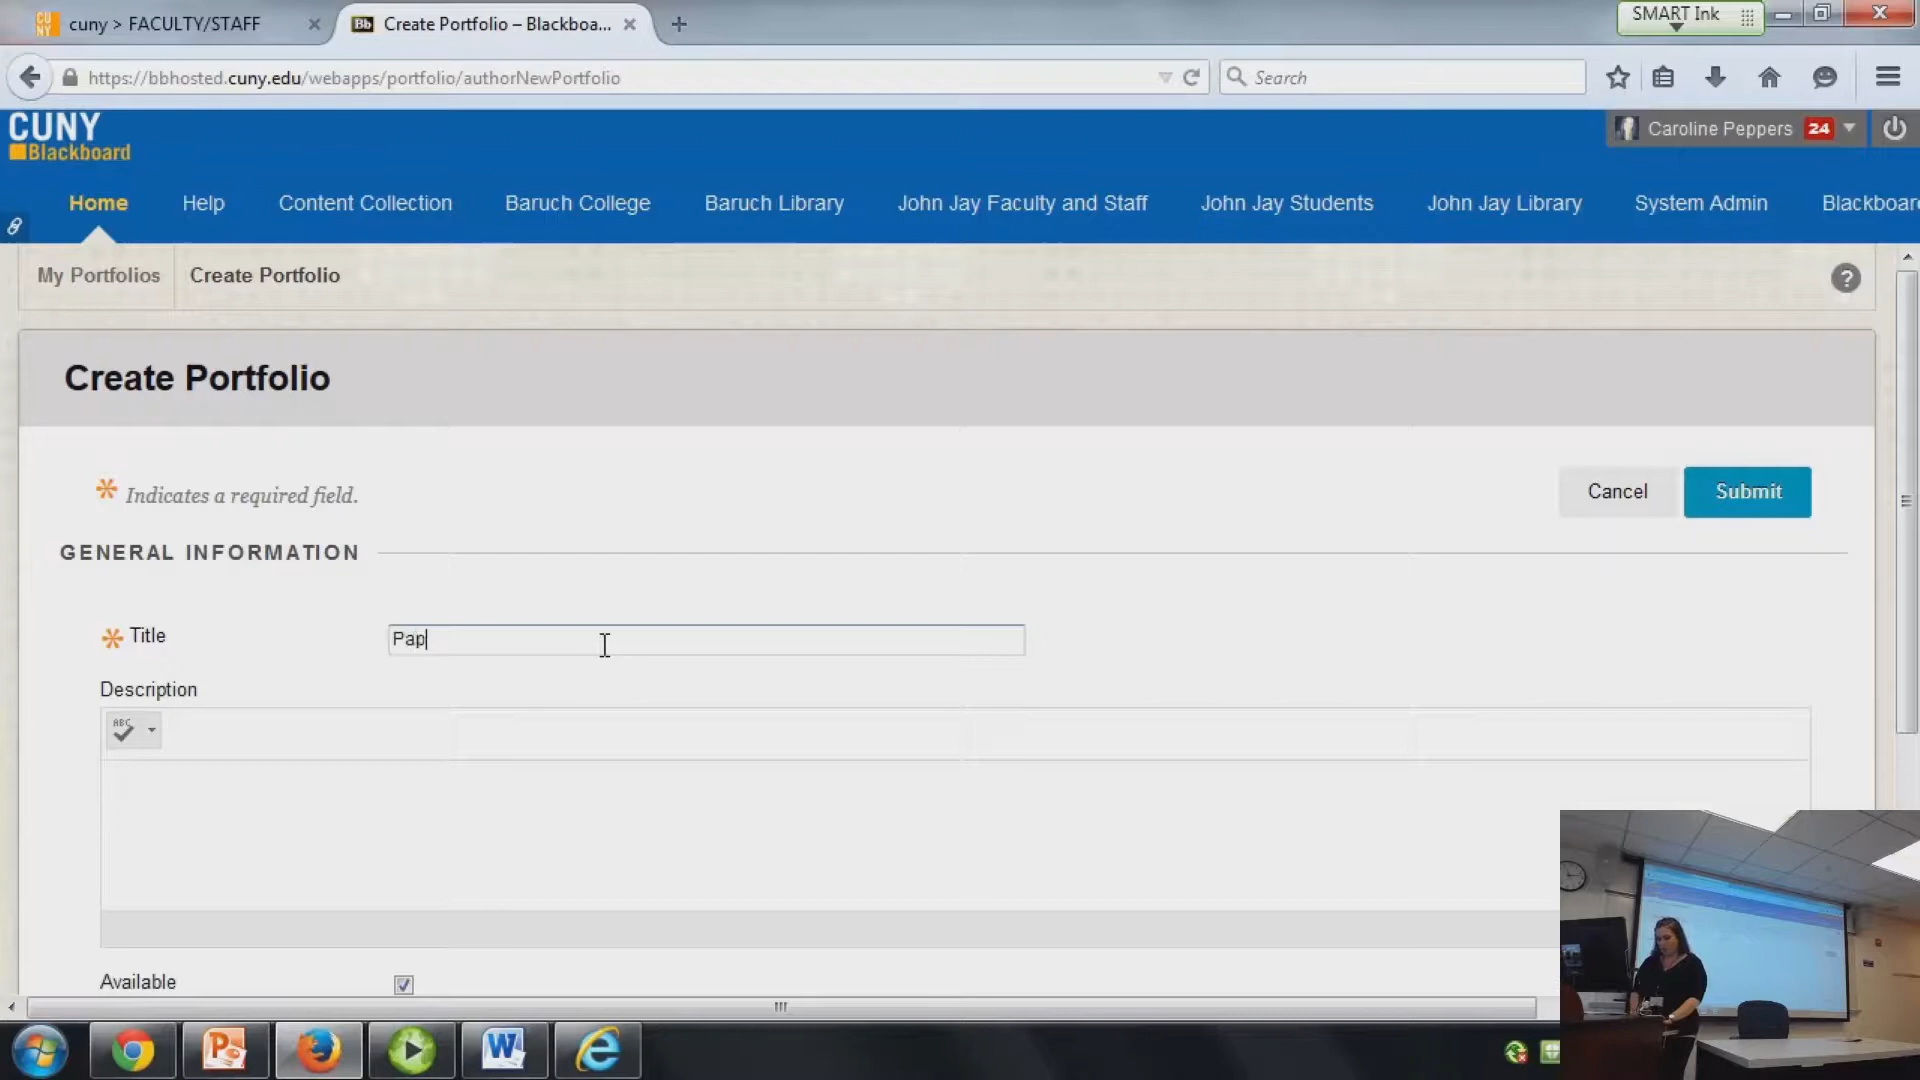 cuny > FACULTY/STAFF
Create Portfolio – Blackboa...
SMART Ink
https://bbhosted.cuny.edu/webapps/portfolio/authorNewPortfolio
Search
CUNY
Blackboard
Caroline Peppers 24
Home Help Content Collection Baruch College Baruch Library John Jay Faculty and Staff John Jay Students John Jay Library System Admin Blackboar
My Portfolios Create Portfolio
Create Portfolio
Indicates a required field.
Cancel Submit
GENERAL INFORMATION
Title Pap
Description
ABC
Available